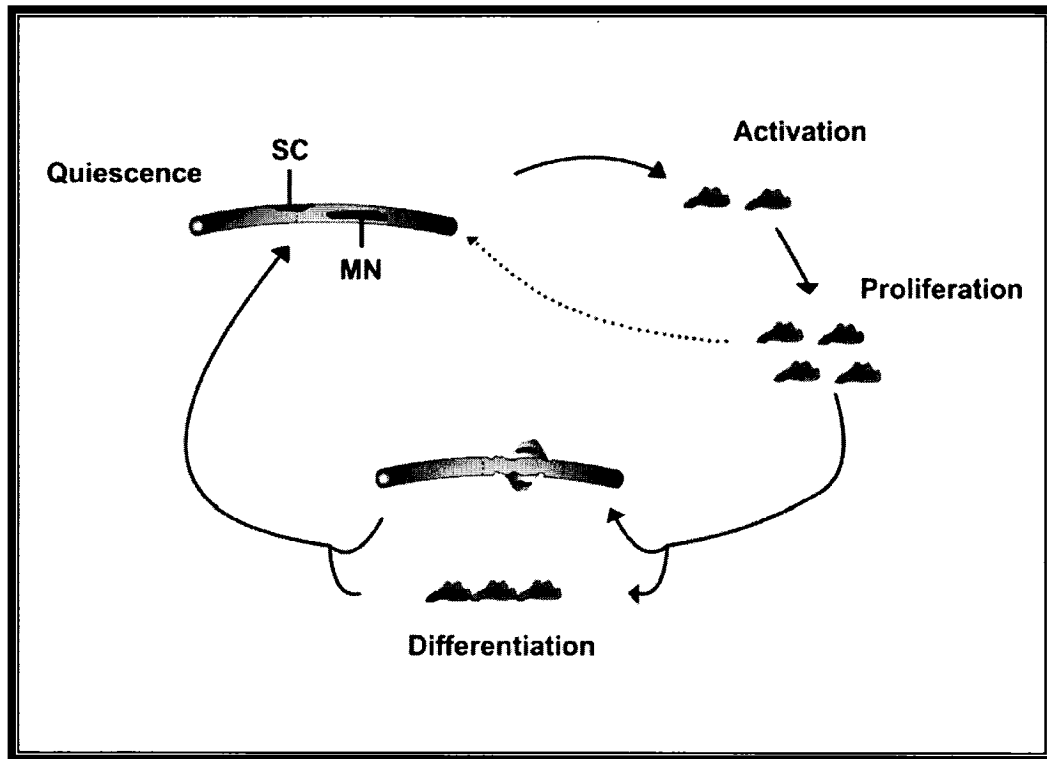 Activation
SC
Quiescence
MN
Proliferation
Differentiation